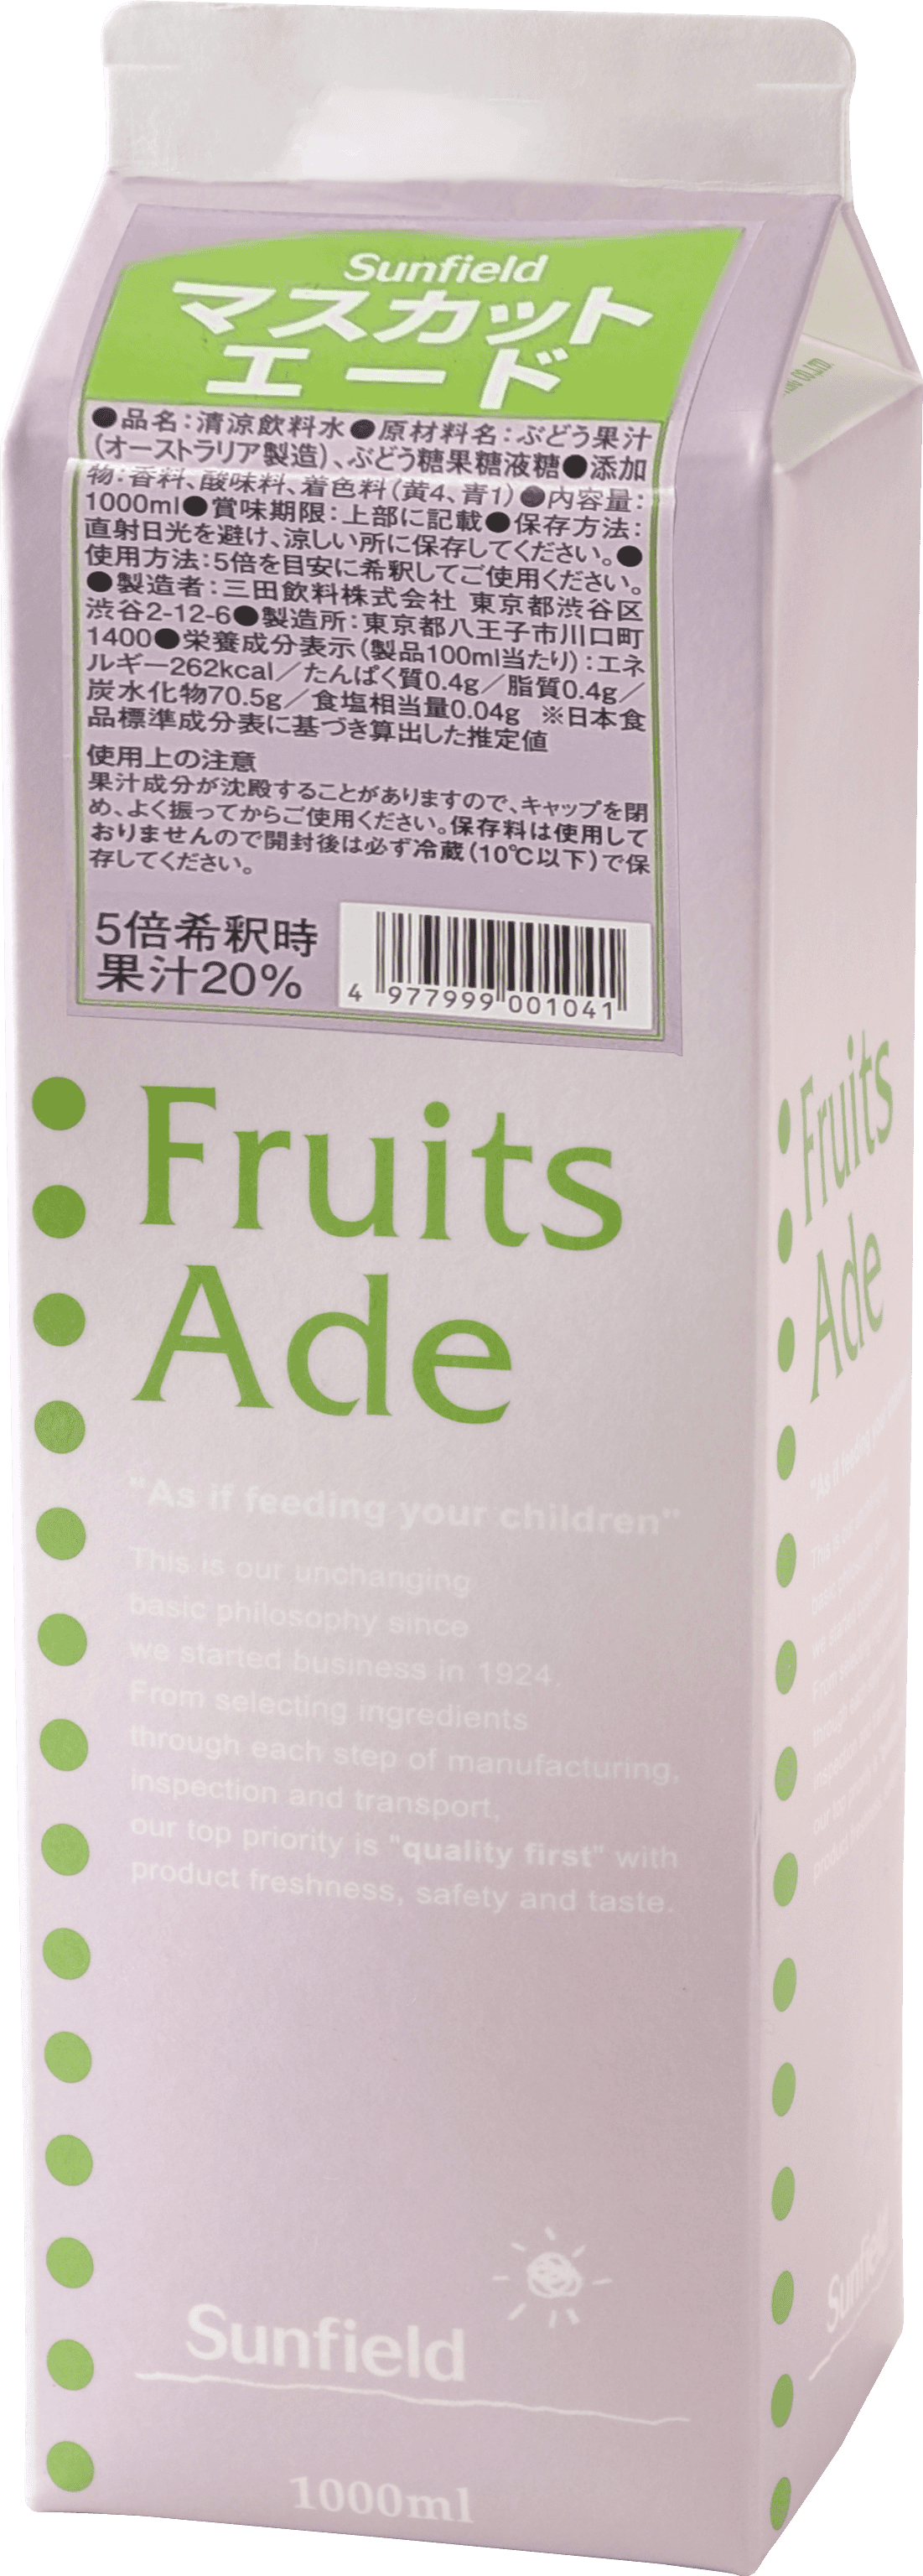 Sunfield
マスカット
エード
●品名：清涼飲料水●原材料名：ぶどう果汁
（オーストラリア製造）、ぶどう糖果糖液糖●添加
物：香料、酸味料、着色料（黄4、青1）●内容量：
1000ml●賞味期限：上部に記載●保存方法：
直射日光を避け、涼しい所に保存してください。●
使用方法：5倍を目安に希釈してご使用ください。
●製造者：三田飲料株式会社 東京都渋谷区
渋谷2-12-6●製造所：東京都八王子市川口町
1400●栄養成分表示（製品100ml当たり）：エネ
ルギー262kcal／たんぱく質0.4g／脂質0.4g／
炭水化物70.5g／食塩相当量0.04g ※日本食
品標準成分表に基づき算出した推定値
使用上の注意
果汁成分が沈殿することがありますので、キャップを閉
め、よく振ってからご使用ください。保存料は使用して
おりませんので開封後は必ず冷蔵（10℃以下）で保
存してください。
5倍希釈時
果汁20%
4 977999 001041
Fruits
Ade
"As if feeding your children"
This is our unchanging
basic philosophy since
we started business in 1924.
From selecting ingredients
through each step of manufacturing,
inspection and transport,
our top priority is "quality first" with
product freshness, safety and taste.
Sunfield
1000ml
CO.,LTD.
Fruits
Ade
"As if feeding your
Sunfield